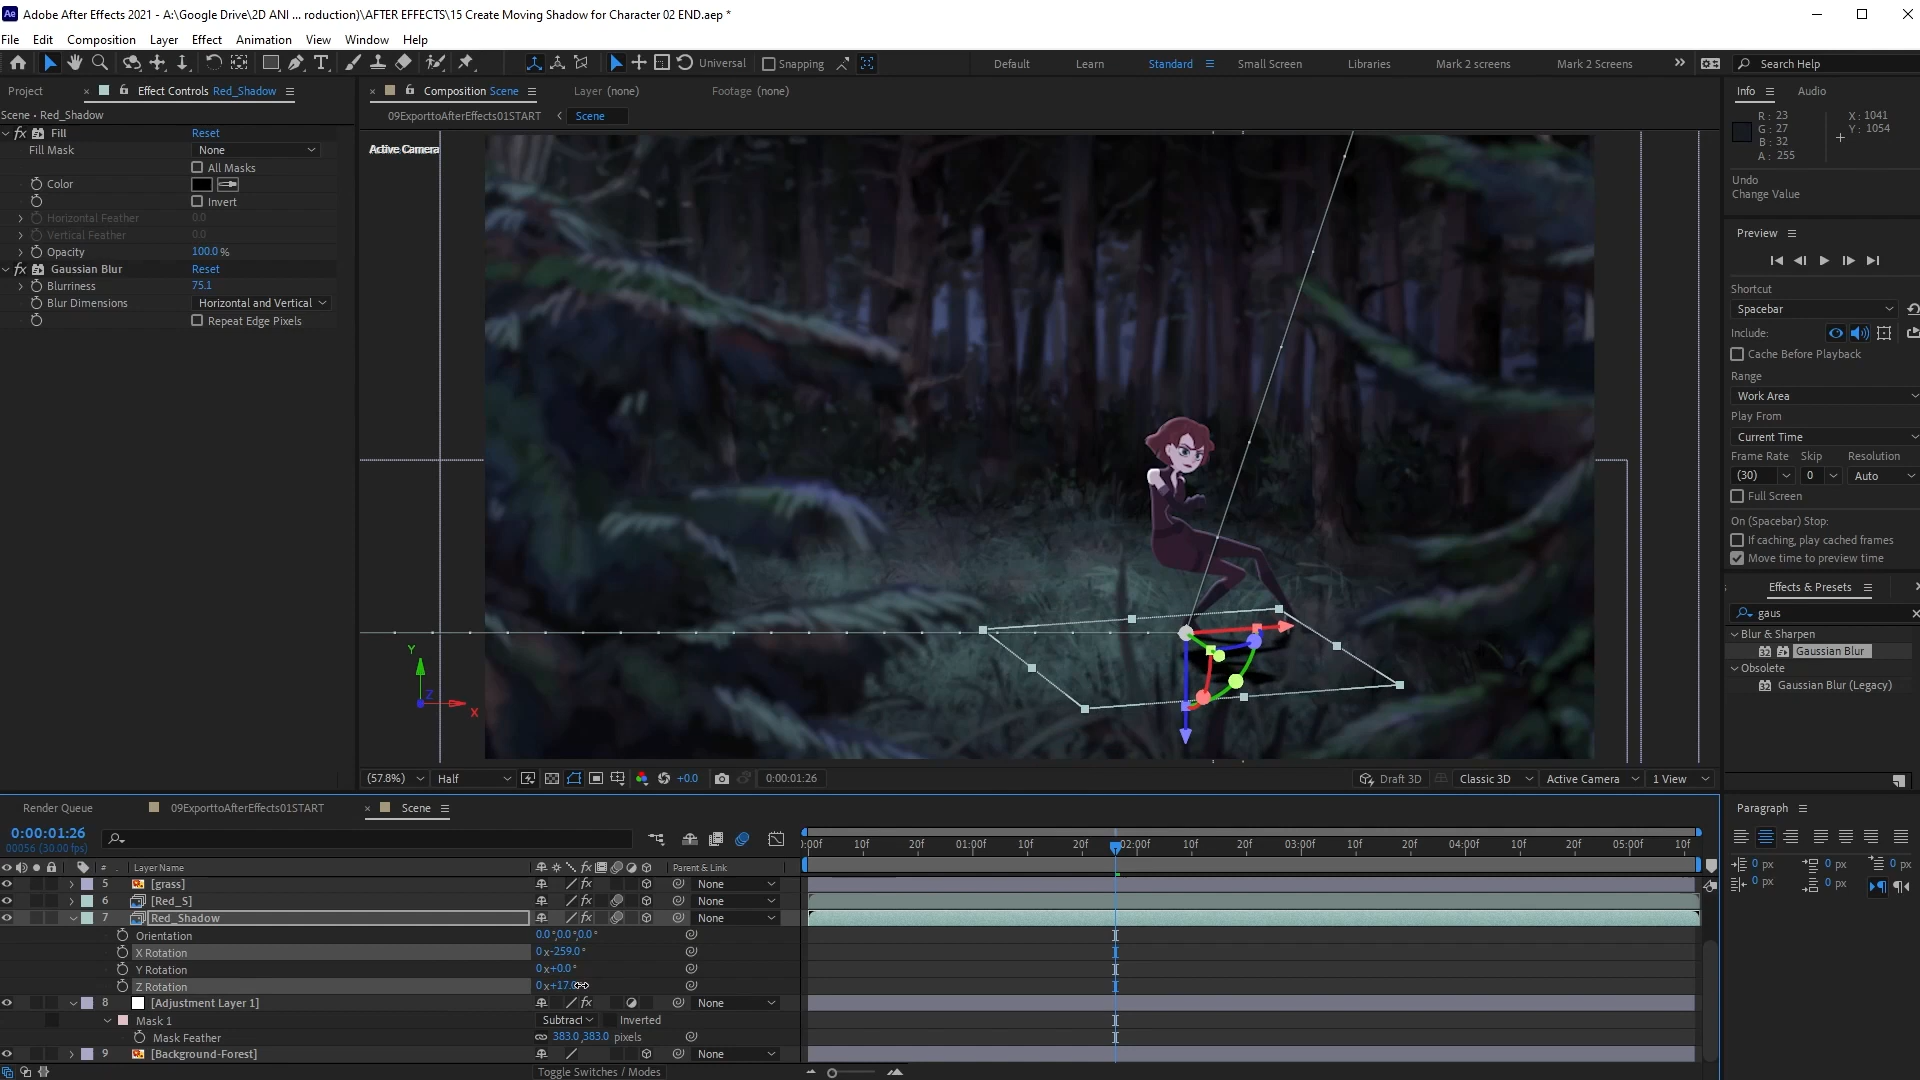 Ae Adobe After Effects 2021 - A:\Google Drive\2D ANI ... roduction)\AFTER EFFECTS\15 Create Moving Shadow for Character 02 END.aep *
File Edit Composition Layer Effect Animation View Window Help
Universal Snapping Default Learn Standard Small Screen Libraries Mark 2 screens Mark 2 Screens Search Help
Project Effect Controls Red_Shadow
Scene • Red_Shadow
fx Fill Reset
Fill Mask None
All Masks
Color
Invert
Horizontal Feather 0.0
Vertical Feather 0.0
Opacity 100.0 %
fx Gaussian Blur Reset
Blurriness 75.1
Blur Dimensions Horizontal and Vertical
Repeat Edge Pixels
Composition Scene Layer (none) Footage (none)
09ExporttoAfterEffects01START Scene
Active Camera
Y
Z
X
(57.8%) Half +0.0 0:00:01:26 Draft 3D Classic 3D Active Camera 1 View
Info Audio
R: 23 X: 1041
G: 27 Y: 1054
B: 32
A: 255
Undo
Change Value
Preview
Shortcut
Spacebar
Include:
Cache Before Playback
Range
Work Area
Play From
Current Time
Frame Rate Skip Resolution
(30) 0 Auto
Full Screen
On (Spacebar) Stop:
If caching, play cached frames
Move time to preview time
Effects & Presets
gaus
Blur & Sharpen
32 Gaussian Blur
Obsolete
32 Gaussian Blur (Legacy)
Render Queue 09ExporttoAfterEffects01START Scene
0:00:01:26
00056 (30.00 fps)
:00f 10f 20f 01:00f 10f 20f 02:00f 10f 20f 03:00f 10f 20f 04:00f 10f 20f 05:00f 10f
# Layer Name fx Parent & Link
5 [grass] fx None
6 [Red_S] fx None
7 Red_Shadow fx None
Orientation 0.0°,0.0°,0.0°
X Rotation 0x-259.0°
Y Rotation 0x+0.0°
Z Rotation 0x+17.0
8 [Adjustment Layer 1] fx None
Mask 1 Subtract Inverted
Mask Feather 383.0,383.0 pixels
9 [Background-Forest] None
Toggle Switches / Modes
Paragraph
0 px 0 px 0 px
0 px 0 px